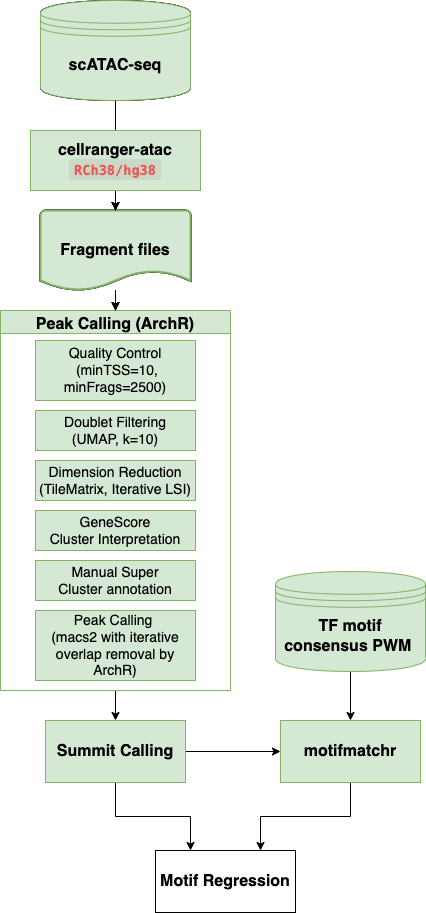 scATAC-seq
cellranger-atac
RCh38/hg38
Fragment files
Peak Calling (ArchR)
Quality Control
(minTSS=10,
minFrags=2500)
Doublet Filtering
(UMAP, k=10)
Dimension Reduction
(TileMatrix, Iterative LSI)
GeneScore
Cluster Interpretation
Manual Super
Cluster annotation
Peak Calling
(macs2 with iterative
overlap removal by
ArchR)
TF motif
consensus PWM
Summit Calling
motifmatchr
Motif Regression